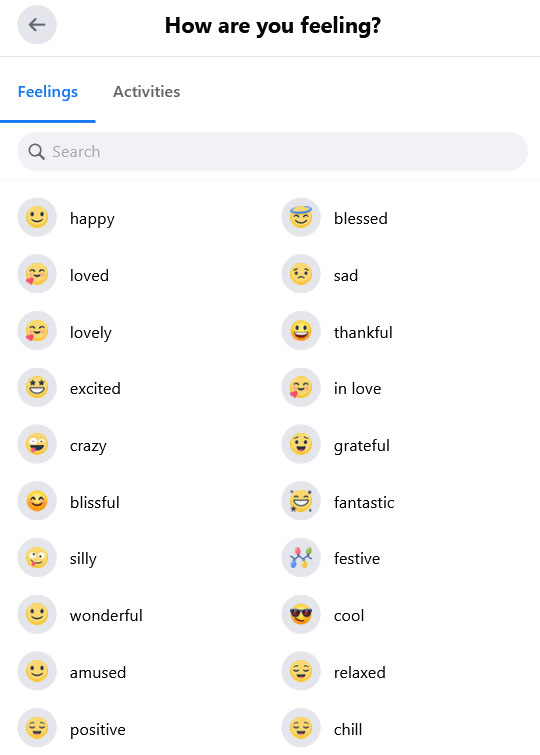 How are you feeling?
Feelings Activities
Search
happy blessed
loved sad
lovely thankful
excited in love
crazy grateful
blissful fantastic
silly festive
wonderful cool
amused relaxed
positive chill